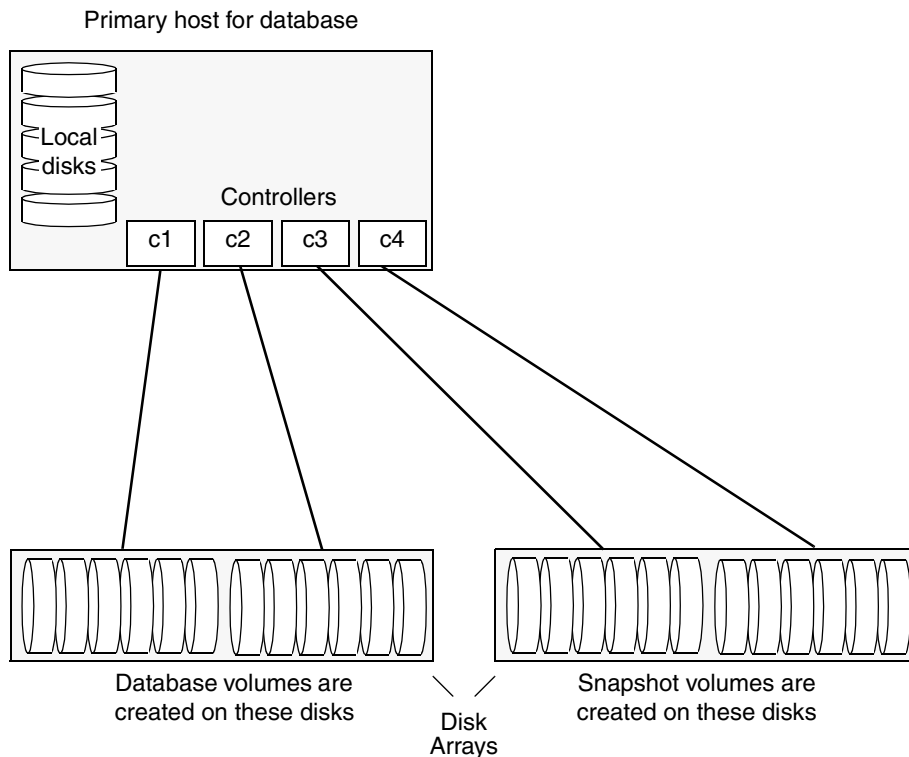 Primary host for database
Local
disks
Controllers
c1 c2 c3 c4
Database volumes are
created on these disks
Snapshot volumes are
created on these disks
Disk
Arrays